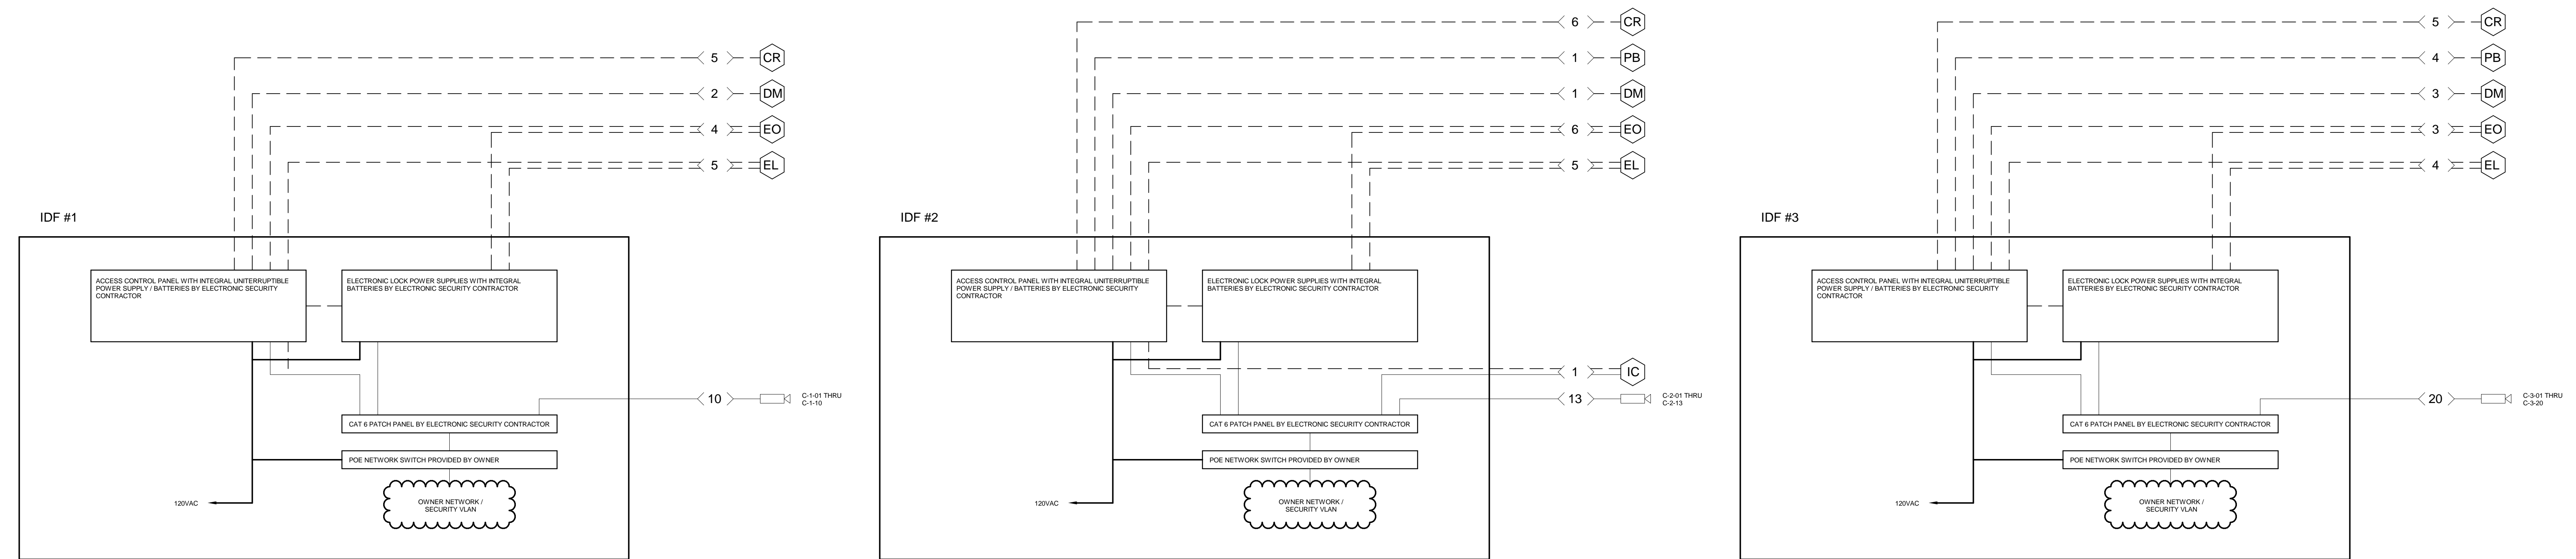 5
CR
2
DM
4
EO
5
EL
IDF #1
ACCESS CONTROL PANEL WITH INTEGRAL UNITERRUPTIBLE
POWER SUPPLY / BATTERIES BY ELECTRONIC SECURITY
CONTRACTOR
ELECTRONIC LOCK POWER SUPPLIES WITH INTEGRAL
BATTERIES BY ELECTRONIC SECURITY CONTRACTOR
10
C-1-01 THRU
C-1-10
CAT 6 PATCH PANEL BY ELECTRONIC SECURITY CONTRACTOR
POE NETWORK SWITCH PROVIDED BY OWNER
120VAC
OWNER NETWORK /
SECURITY VLAN
6
CR
1
PB
1
DM
6
EO
5
EL
IDF #2
ACCESS CONTROL PANEL WITH INTEGRAL UNITERRUPTIBLE
POWER SUPPLY / BATTERIES BY ELECTRONIC SECURITY
CONTRACTOR
ELECTRONIC LOCK POWER SUPPLIES WITH INTEGRAL
BATTERIES BY ELECTRONIC SECURITY CONTRACTOR
1
IC
13
C-2-01 THRU
C-2-13
CAT 6 PATCH PANEL BY ELECTRONIC SECURITY CONTRACTOR
POE NETWORK SWITCH PROVIDED BY OWNER
120VAC
OWNER NETWORK /
SECURITY VLAN
5
CR
4
PB
3
DM
3
EO
4
EL
IDF #3
ACCESS CONTROL PANEL WITH INTEGRAL UNITERRUPTIBLE
POWER SUPPLY / BATTERIES BY ELECTRONIC SECURITY
CONTRACTOR
ELECTRONIC LOCK POWER SUPPLIES WITH INTEGRAL
BATTERIES BY ELECTRONIC SECURITY CONTRACTOR
20
C-3-01 THRU
C-3-20
CAT 6 PATCH PANEL BY ELECTRONIC SECURITY CONTRACTOR
POE NETWORK SWITCH PROVIDED BY OWNER
120VAC
OWNER NETWORK /
SECURITY VLAN